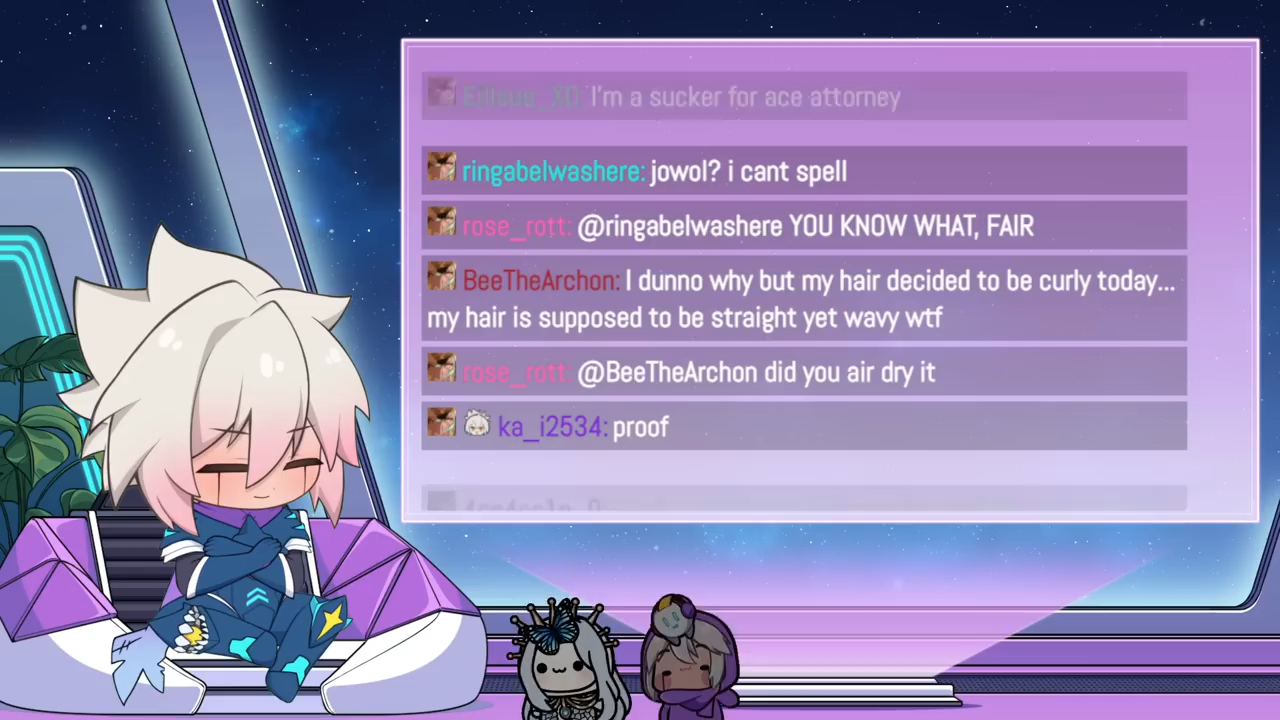 I'm a sucker for ace attorney
ringabelwashere: jowol? i cant spell
rose_rott: @ringabelwashere YOU KNOW WHAT, FAIR
BeeTheArchon: I dunno why but my hair decided to be curly today...
my hair is supposed to be straight yet wavy wtf
rose_rott: @BeeTheArchon did you air dry it
ka_i2534: proof